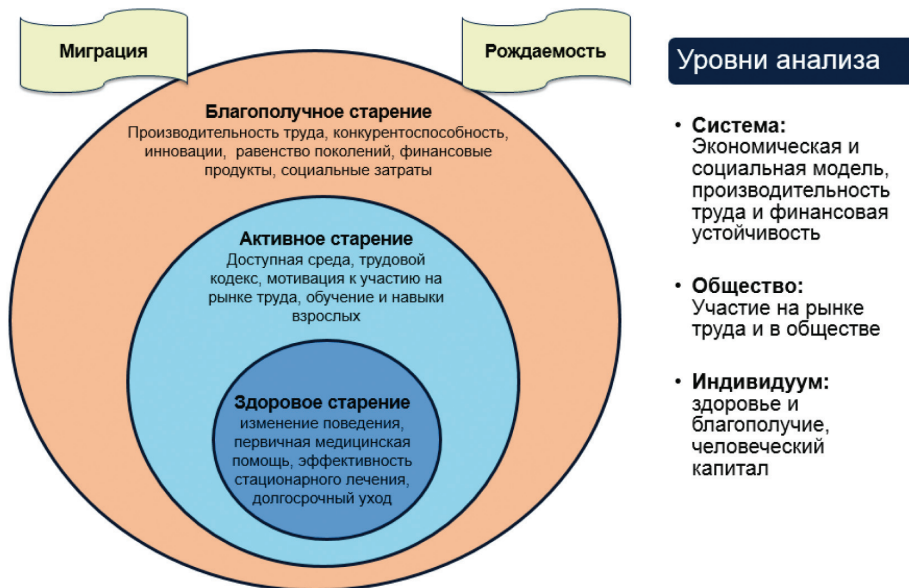 Миграция
Рождаемость
Благополучное старение
Производительность труда, конкурентоспособность,
инновации, равенство поколений, финансовые
продукты, социальные затраты
Активное старение
Доступная среда, трудовой
кодекс, мотивация к участию на
рынке труда, обучение и навыки
взрослых
Здоровое старение
изменение поведения,
первичная медицинская
помощь, эффективность
стационарного лечения,
долгосрочный уход
Уровни анализа
• Система:
Экономическая и
социальная модель,
производительность
труда и финансовая
устойчивость
• Общество:
Участие на рынке
труда и в обществе
• Индивидуум:
здоровье и
благополучие,
человеческий
капитал